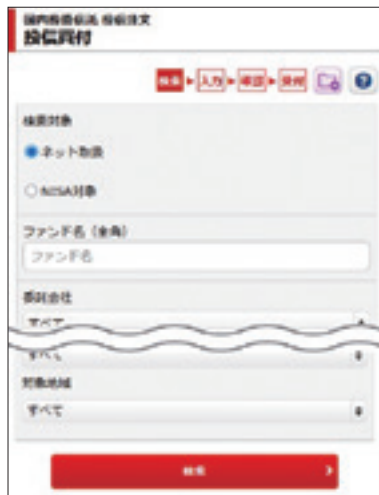 国内投資信託 投信注文
投信買付
検索 入力 確認 受付
検索対象
ネット取扱
NISA対象
ファンド名（全角）
ファンド名
委託会社
すべて
すべて
対象地域
すべて
検索